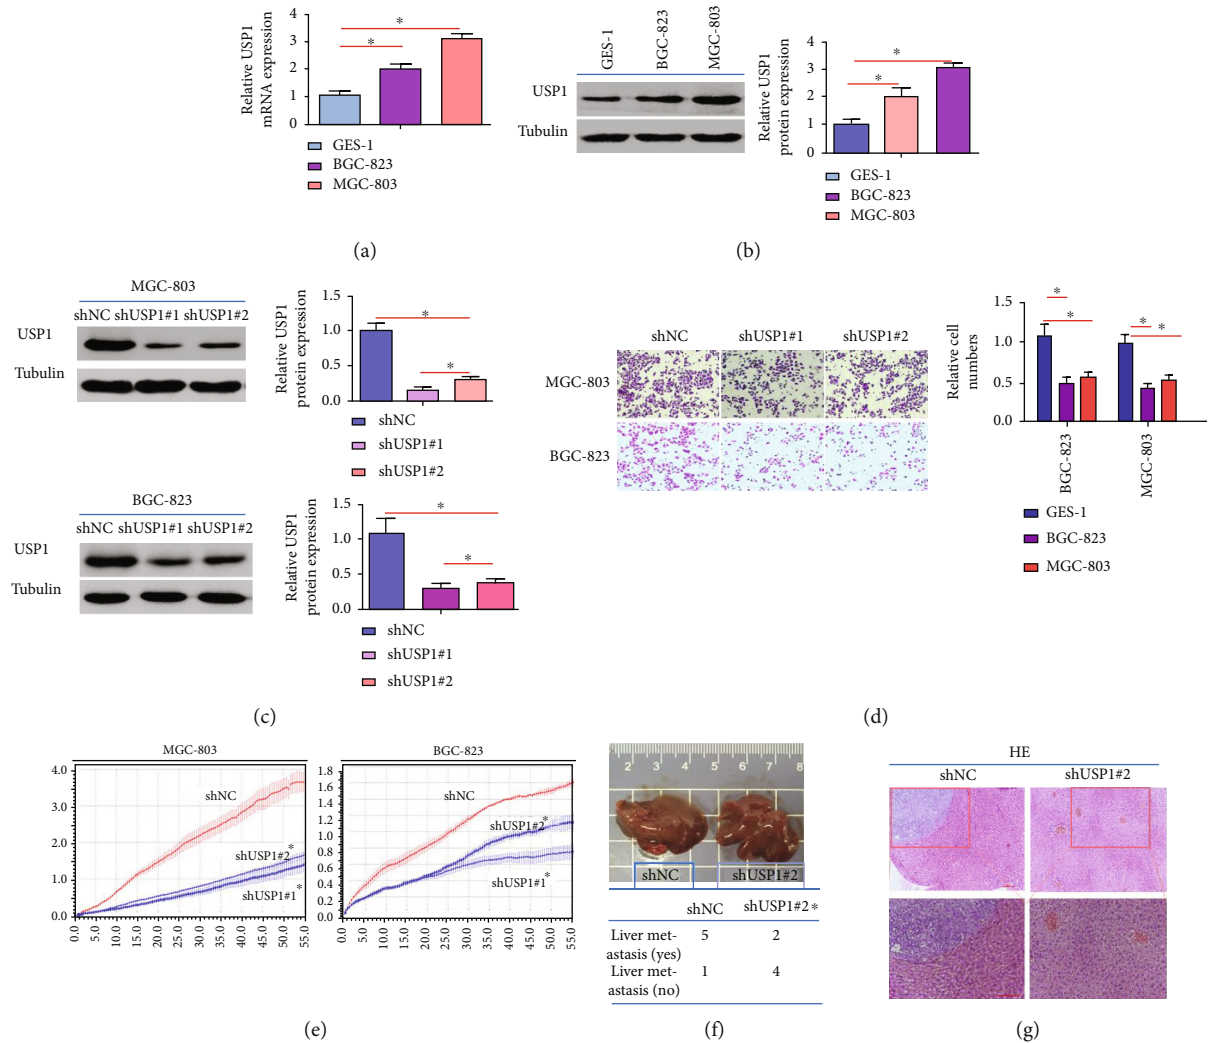 Relative USP1
mRNA expression
4
3
2
1
0
*
*
GES-1
BGC-823
MGC-803
(a)
GES-1
BGC-823
MGC-803
USP1
Tubulin
Relative USP1
protein expression
4
3
2
1
0
*
*
GES-1
BGC-823
MGC-803
(b)
MGC-803
shNC shUSP1#1 shUSP1#2
USP1
Tubulin
Relative USP1
protein expression
1.5
1.0
0.5
0.0
*
*
shNC
shUSP1#1
shUSP1#2
BGC-823
shNC shUSP1#1 shUSP1#2
USP1
Tubulin
Relative USP1
protein expression
1.5
1.0
0.5
0.0
*
*
shNC
shUSP1#1
shUSP1#2
(c)
shNC shUSP1#1 shUSP1#2
MGC-803
BGC-823
Relative cell
numbers
1.5
1.0
0.5
0.0
*
*
* *
BGC-823
MGC-803
GES-1
BGC-823
MGC-803
(d)
MGC-803
4.0
3.0
2.0
1.0
0.0
shNC
shUSP1#2*
shUSP1#1*
0.0 5.0 10.0 15.0 20.0 25.0 30.0 35.0 40.0 45.0 50.0 55.0
BGC-823
1.8
1.6
1.4
1.2
1.0
0.8
0.6
0.4
0.2
0.0
shNC
shUSP1#2*
shUSP1#1*
0.0 5.0 10.0 15.0 20.0 25.0 30.0 35.0 40.0 45.0 50.0 55.0
(e)
2 3 4 5 6 7 8
shNC shUSP1#2
shNC shUSP1#2*
Liver met-
astasis (yes) 5 2
Liver met-
astasis (no) 1 4
(f)
HE
shNC shUSP1#2
(g)